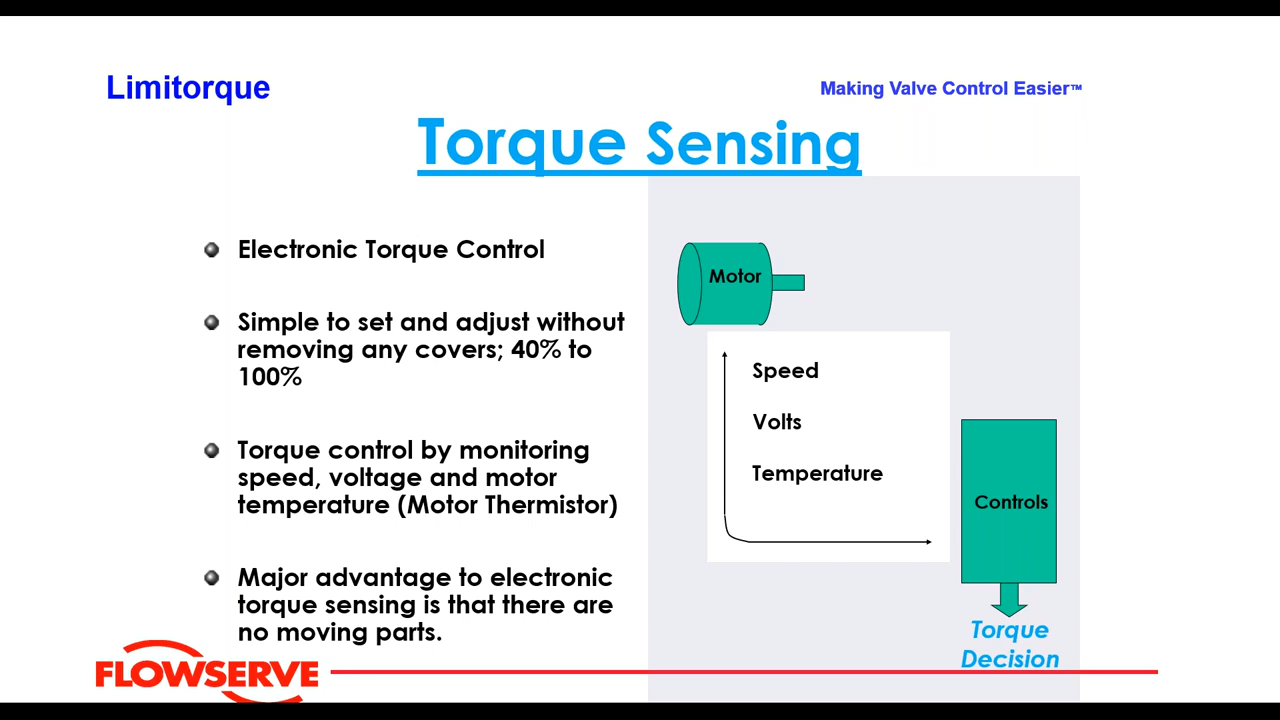 Limitorque
Making Valve Control Easier™
Torque Sensing
Electronic Torque Control
Simple to set and adjust without
removing any covers; 40% to
100%
Torque control by monitoring
speed, voltage and motor
temperature (Motor Thermistor)
Major advantage to electronic
torque sensing is that there are
no moving parts.
Motor
Speed
Volts
Temperature
Controls
Torque
Decision
FLOWSERVE